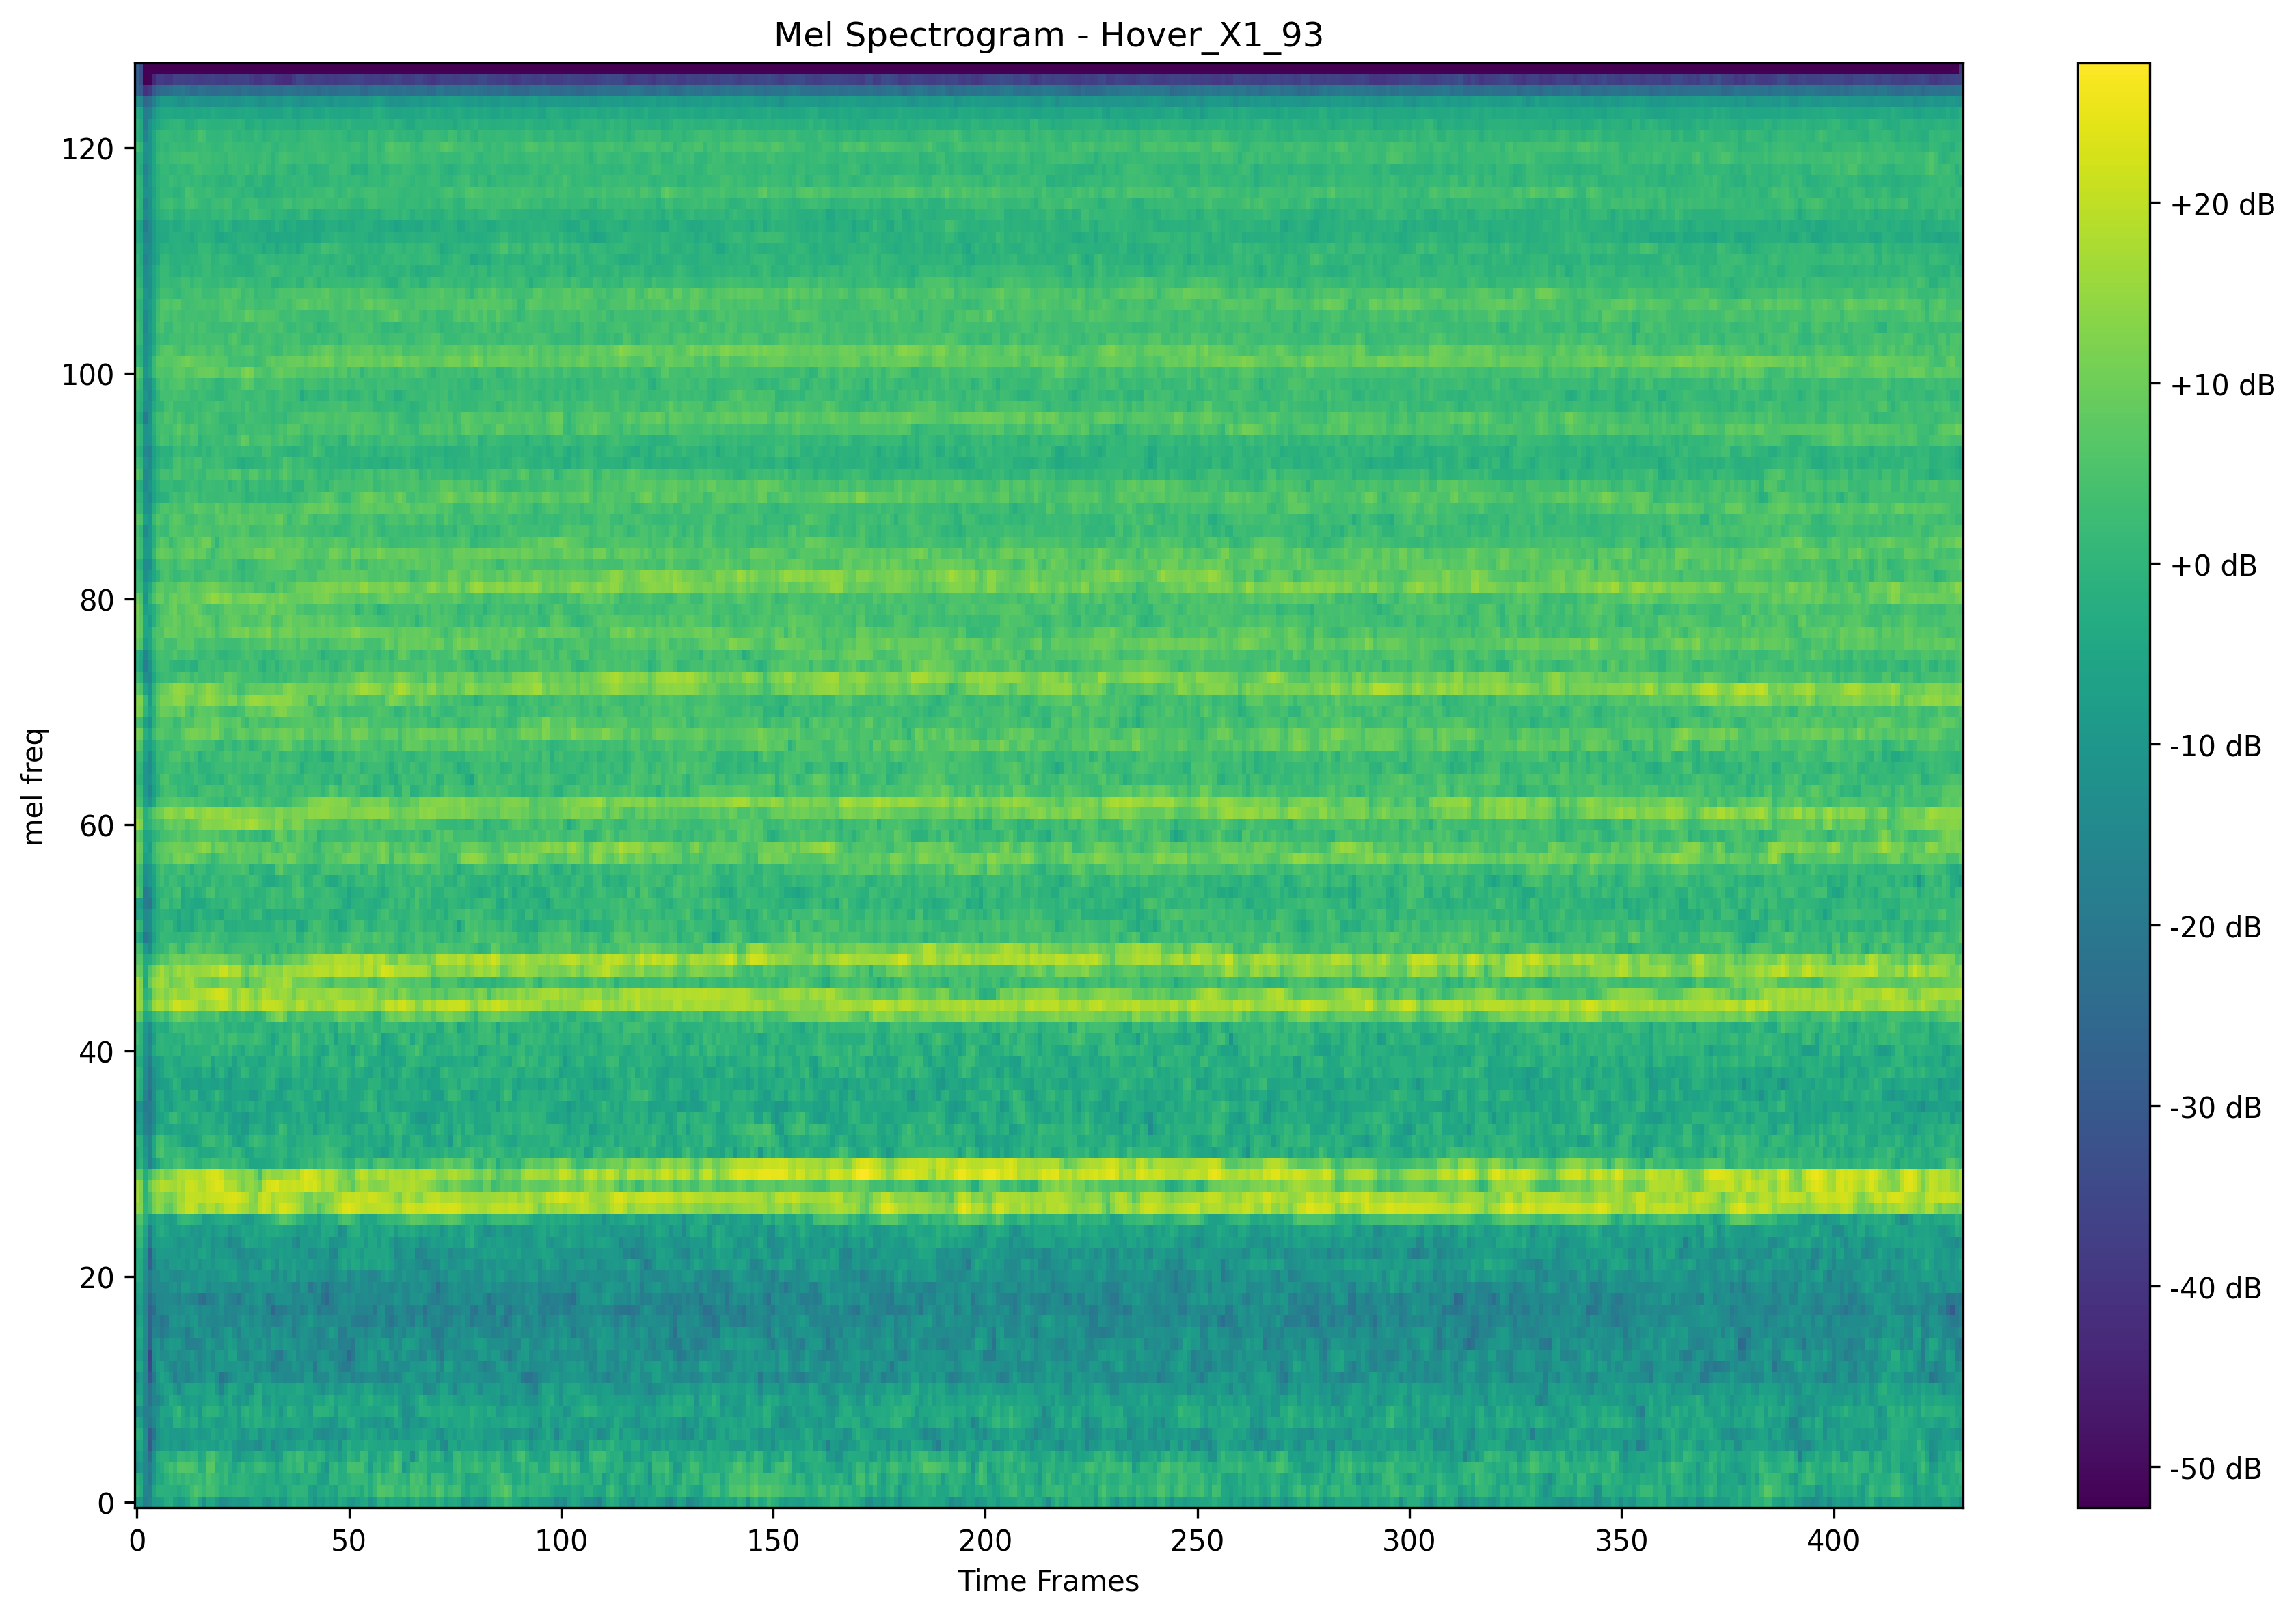 Mel Spectrogram - Hover_X1_93
mel freq
120
100
80
60
40
20
0
0 50 100 150 200 250 300 350 400
Time Frames
+20 dB
+10 dB
+0 dB
-10 dB
-20 dB
-30 dB
-40 dB
-50 dB